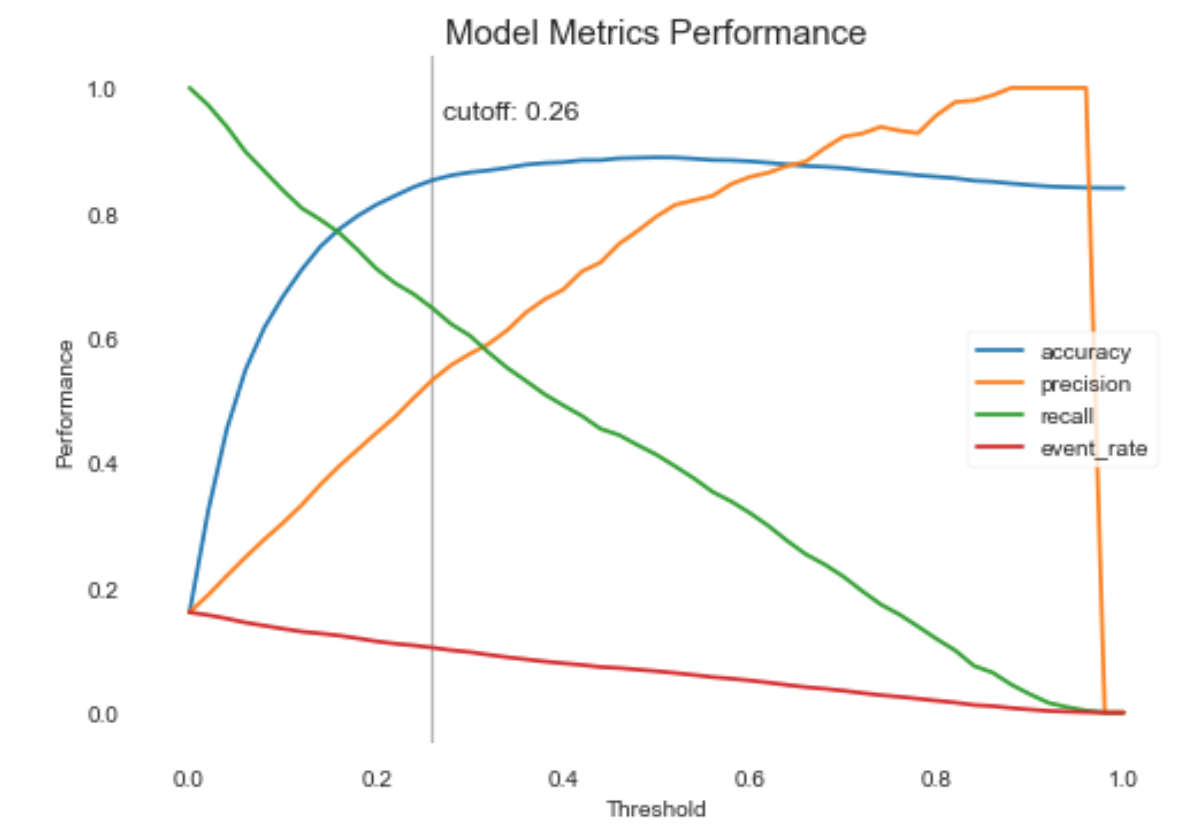 Model Metrics Performance
cutoff: 0.26
1.0
0.8
0.6
0.4
0.2
0.0
Performance
accuracy
precision
recall
event_rate
0.0 0.2 0.4 0.6 0.8 1.0
Threshold